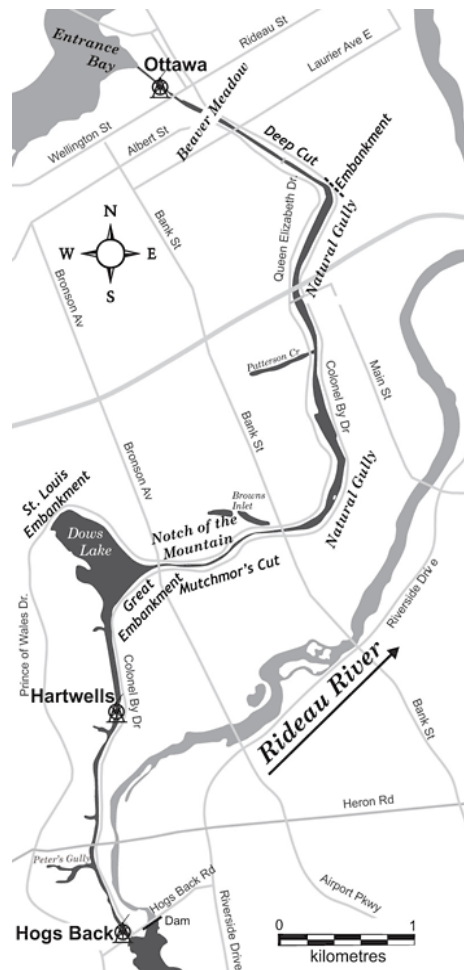 Entrance
Bay
Ottawa
Rideau St
Laurier Ave E
Wellington St
Albert St
Beaver Meadow
Deep Cut
Embankment
Bank St
N
W E
S
Queen Elizabeth Dr.
Natural Gully
Bronson Av
Patterson Cr
Main St
Colonel By Dr
Bank St
Bronson Av
St. Louis
Embankment
Browns
Inlet
Notch of the
Mountain
Natural Gully
Dows
Lake
Mutchmor's Cut
Great
Embankment
Prince of Wales Dr.
Colonel By Dr
Riverside Drive
Hartwells
Rideau River
Bank St
Heron Rd
Peter's Gully
Hogs Back Rd
Airport Pkwy
Riverside Drive
Dam
Hogs Back
0 1
kilometres